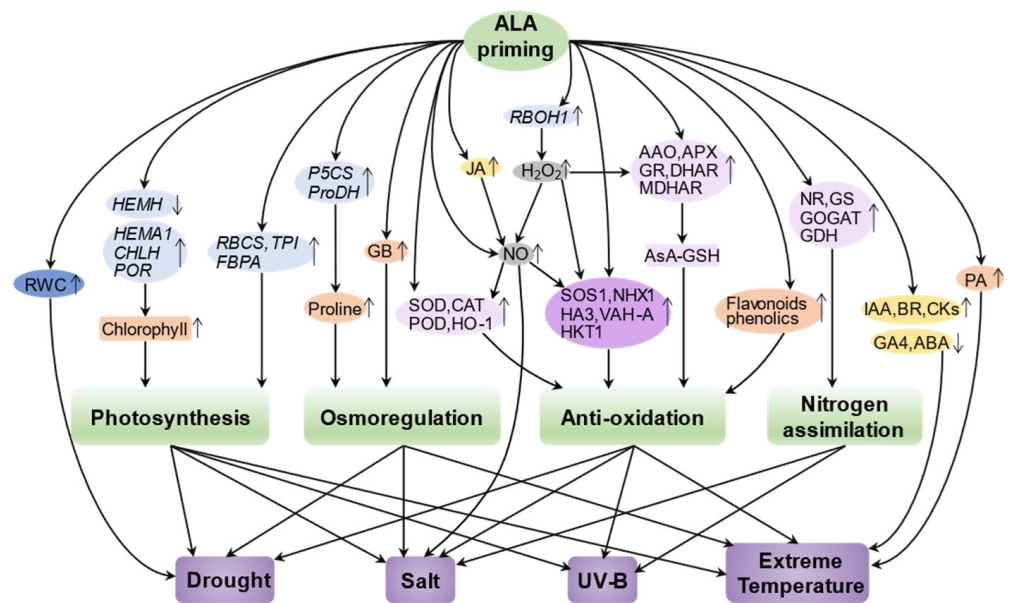 ALA
priming
RBOH1 ↑
JA ↑
H₂O₂ ↑
AAO,APX
GR,DHAR ↑
MDHAR
P5CS ↑
ProDH
HEMH ↓
HEMA1
CHLH ↑
POR
RBCS, TPI ↑
FBPA
NR,GS
GOGAT ↑
GDH
GB ↑
NO ↑
AsA-GSH
RWC ↑
PA ↑
Chlorophyll ↑
Proline ↑
SOD,CAT ↑
POD,HO-1
SOS1,NHX1
HA3,VAH-A ↑
HKT1
Flavonoids ↑
phenolics
IAA,BR,CKs ↑
GA4,ABA ↓
Photosynthesis
Osmoregulation
Anti-oxidation
Nitrogen
assimilation
Drought
Salt
UV-B
Extreme
Temperature